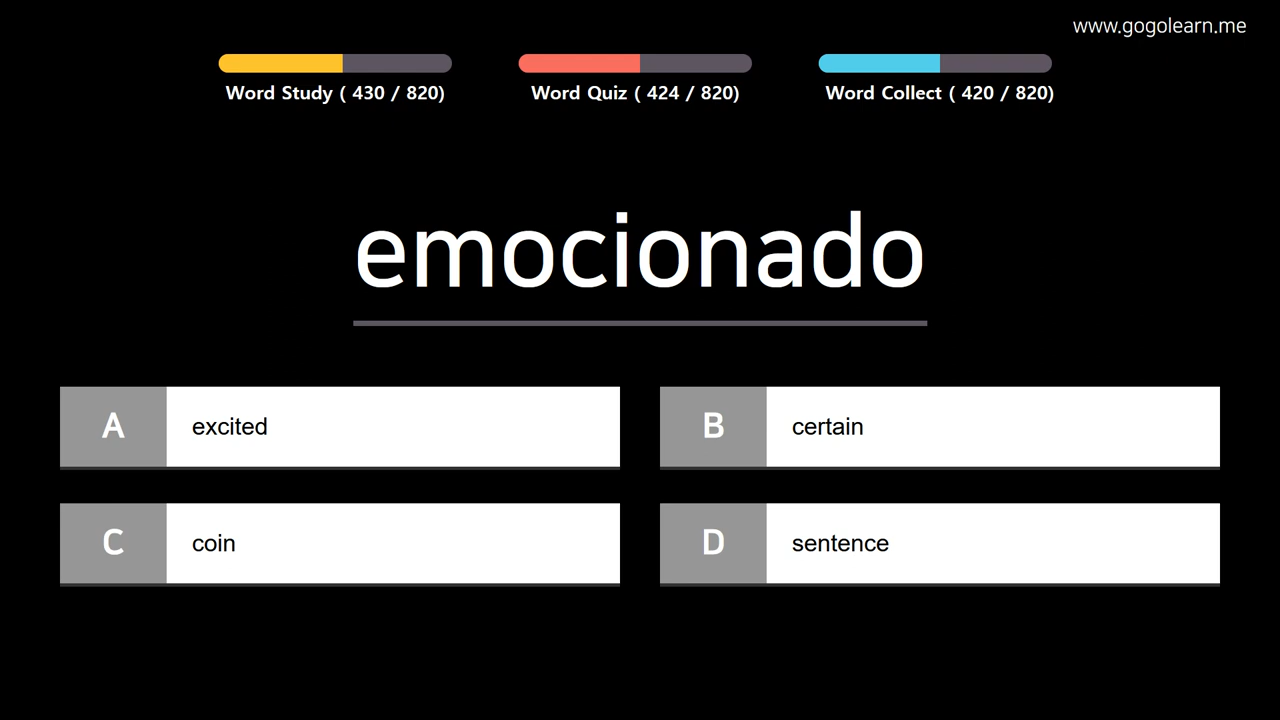 www.gogolearn.me
Word Study ( 430 / 820)
Word Quiz ( 424 / 820)
Word Collect ( 420 / 820)
emocionado
A excited
B certain
C coin
D sentence